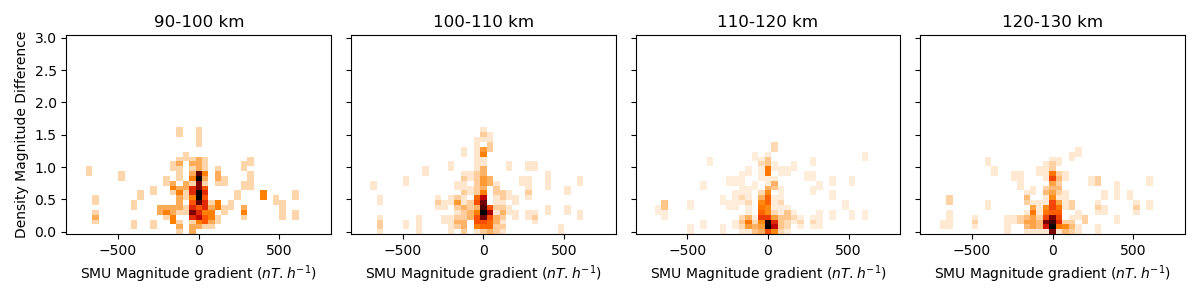 90-100 km 100-110 km 110-120 km 120-130 km
Density Magnitude Difference
3.0
2.5
2.0
1.5
1.0
0.5
0.0
−500 0 500 −500 0 500 −500 0 500 −500 0 500
SMU Magnitude gradient (nT. h⁻¹) SMU Magnitude gradient (nT. h⁻¹) SMU Magnitude gradient (nT. h⁻¹) SMU Magnitude gradient (nT. h⁻¹)